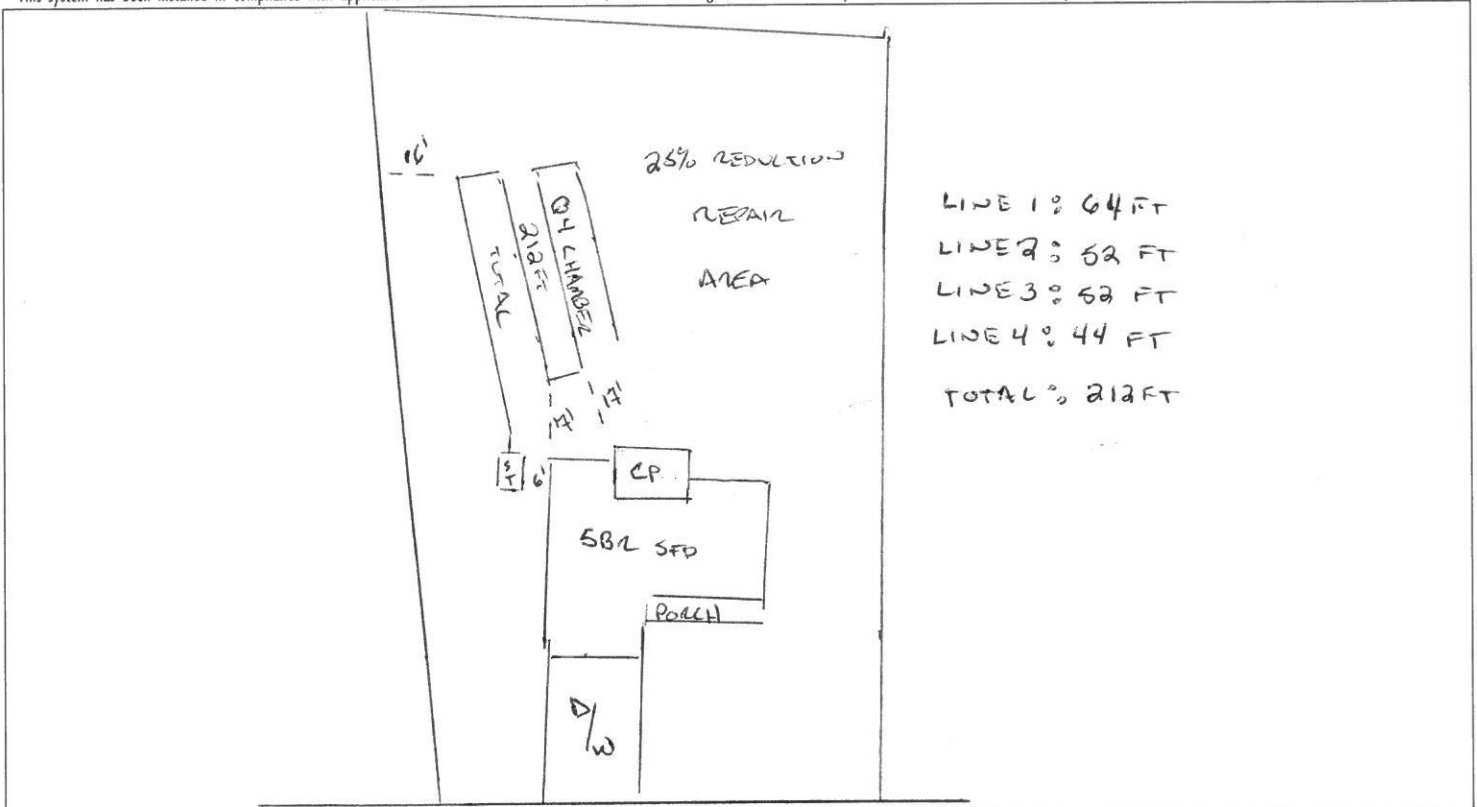 16'
25% REDUCTION
REPAIR
AREA
TOTAL
212 FT
Q4 CHAMBER
17'
17'
ST
6'
CP
5BR SFD
PORCH
D/W
LINE 1: 64 FT
LINE 2: 52 FT
LINE 3: 52 FT
LINE 4: 44 FT
TOTAL: 212 FT